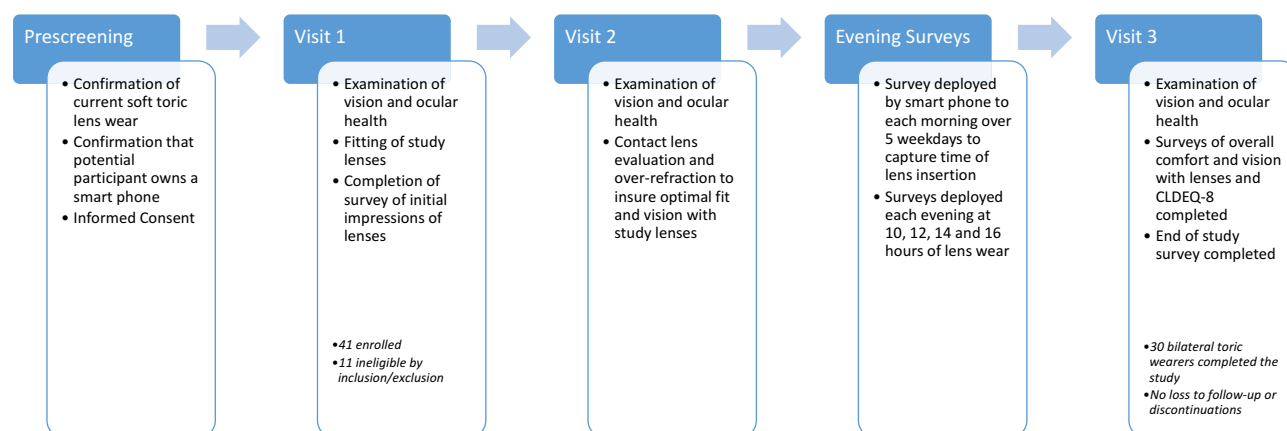 Prescreening
• Confirmation of
current soft toric
lens wear
• Confirmation that
potential
participant owns a
smart phone
• Informed Consent
Visit 1
• Examination of
vision and ocular
health
• Fitting of study
lenses
• Completion of
survey of initial
impressions of
lenses
•41 enrolled
•11 ineligible by
inclusion/exclusion
Visit 2
• Examination of
vision and ocular
health
• Contact lens
evaluation and
over-refraction to
insure optimal fit
and vision with
study lenses
Evening Surveys
• Survey deployed
by smart phone to
each morning over
5 weekdays to
capture time of
lens insertion
• Surveys deployed
each evening at
10, 12, 14 and 16
hours of lens wear
Visit 3
• Examination of
vision and ocular
health
• Surveys of overall
comfort and vision
with lenses and
CLDEQ-8
completed
• End of study
survey completed
•30 bilateral toric
wearers completed the
study
•No loss to follow-up or
discontinuations